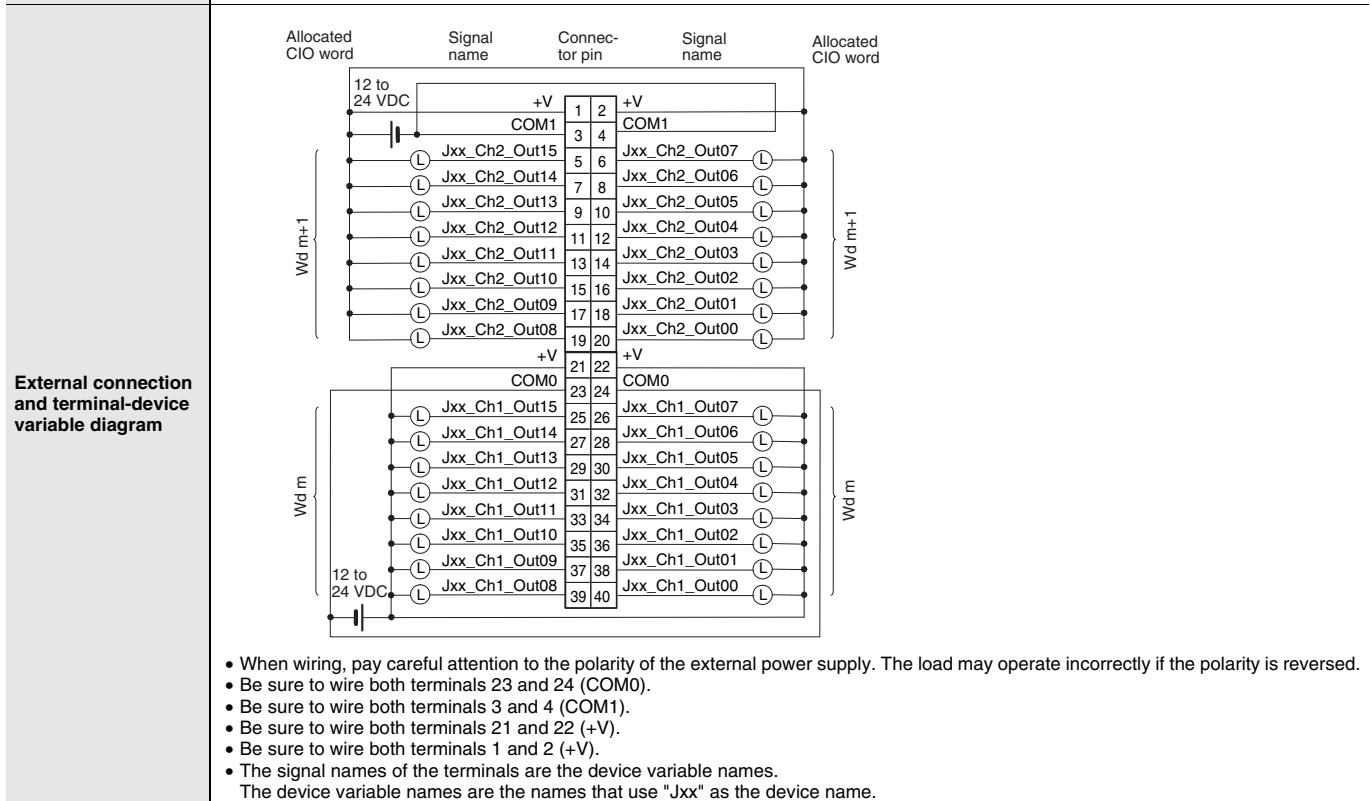 External connection
and terminal-device
variable diagram
Allocated
CIO word
Signal
name
Connec-
tor pin
Signal
name
Allocated
CIO word
12 to
24 VDC
+V 1 2 +V
COM1 3 4 COM1
L Jxx_Ch2_Out15 5 6 Jxx_Ch2_Out07 L
L Jxx_Ch2_Out14 7 8 Jxx_Ch2_Out06 L
L Jxx_Ch2_Out13 9 10 Jxx_Ch2_Out05 L
L Jxx_Ch2_Out12 11 12 Jxx_Ch2_Out04 L
L Jxx_Ch2_Out11 13 14 Jxx_Ch2_Out03 L
L Jxx_Ch2_Out10 15 16 Jxx_Ch2_Out02 L
L Jxx_Ch2_Out09 17 18 Jxx_Ch2_Out01 L
L Jxx_Ch2_Out08 19 20 Jxx_Ch2_Out00 L
Wd m+1
Wd m+1
+V 21 22 +V
COM0 23 24 COM0
L Jxx_Ch1_Out15 25 26 Jxx_Ch1_Out07 L
L Jxx_Ch1_Out14 27 28 Jxx_Ch1_Out06 L
L Jxx_Ch1_Out13 29 30 Jxx_Ch1_Out05 L
L Jxx_Ch1_Out12 31 32 Jxx_Ch1_Out04 L
L Jxx_Ch1_Out11 33 34 Jxx_Ch1_Out03 L
L Jxx_Ch1_Out10 35 36 Jxx_Ch1_Out02 L
L Jxx_Ch1_Out09 37 38 Jxx_Ch1_Out01 L
L Jxx_Ch1_Out08 39 40 Jxx_Ch1_Out00 L
Wd m
Wd m
12 to
24 VDC
• When wiring, pay careful attention to the polarity of the external power supply. The load may operate incorrectly if the polarity is reversed.
• Be sure to wire both terminals 23 and 24 (COM0).
• Be sure to wire both terminals 3 and 4 (COM1).
• Be sure to wire both terminals 21 and 22 (+V).
• Be sure to wire both terminals 1 and 2 (+V).
• The signal names of the terminals are the device variable names.
The device variable names are the names that use "Jxx" as the device name.